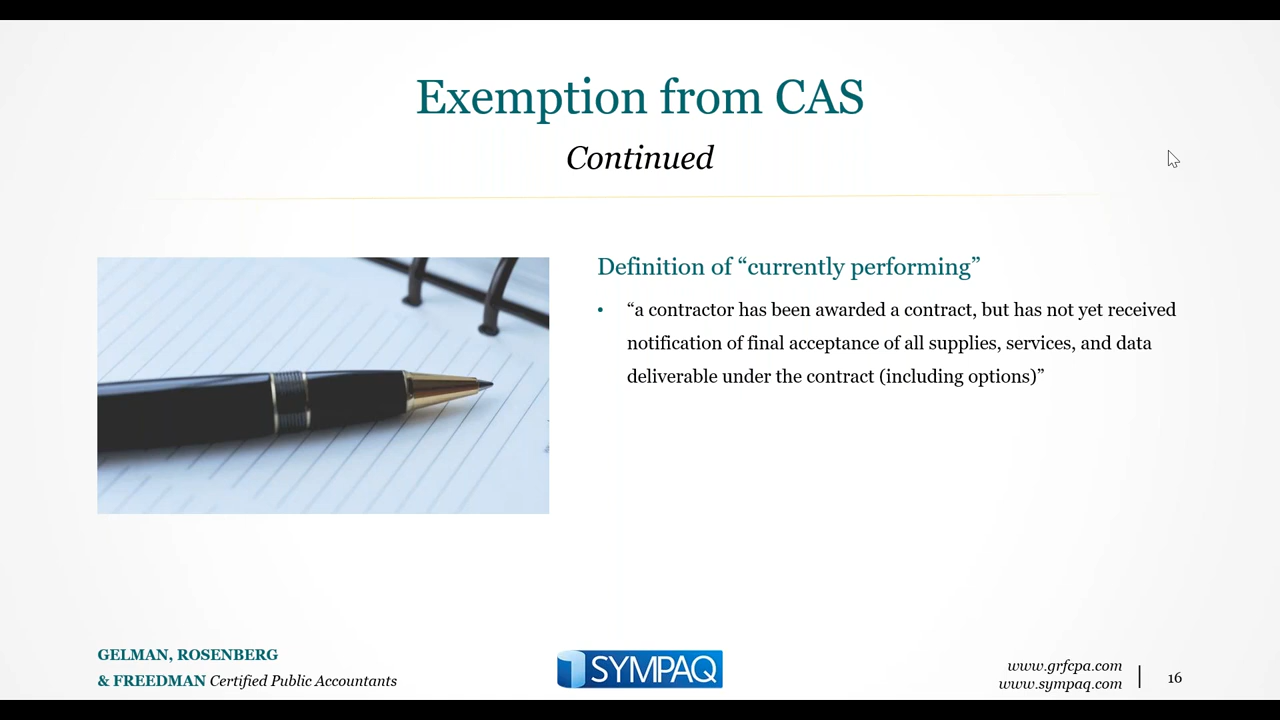 Exemption from CAS
Continued
Definition of “currently performing”
• “a contractor has been awarded a contract, but has not yet received
notification of final acceptance of all supplies, services, and data
deliverable under the contract (including options)”
GELMAN, ROSENBERG
& FREEDMAN Certified Public Accountants
SYMPAQ
www.grfcpa.com
www.sympaq.com
16